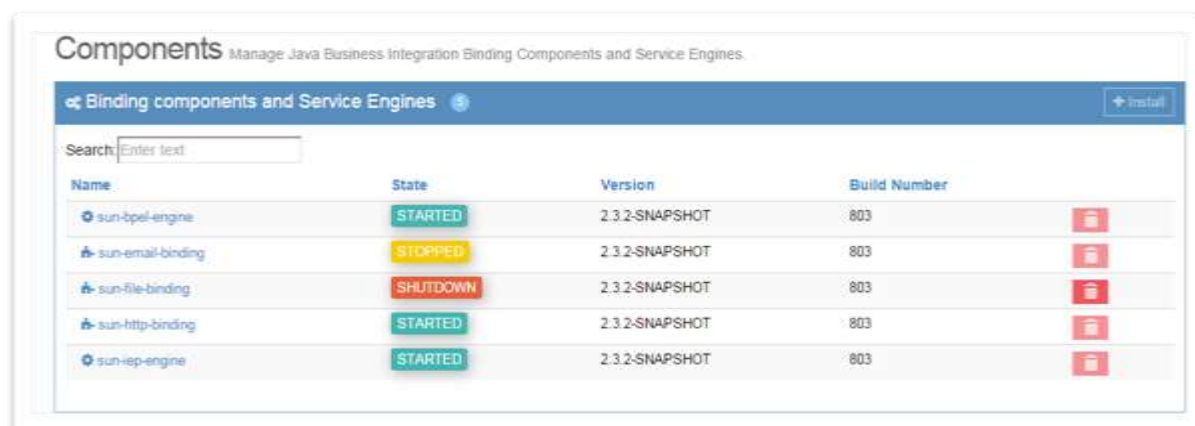 Components Manage Java Business Integration Binding Components and Service Engines.
Binding components and Service Engines 5
+ Install
Search: Enter text
Name State Version Build Number
sun-bpel-engine STARTED 2.3.2-SNAPSHOT 803
sun-email-binding STOPPED 2.3.2-SNAPSHOT 803
sun-file-binding SHUTDOWN 2.3.2-SNAPSHOT 803
sun-http-binding STARTED 2.3.2-SNAPSHOT 803
sun-iep-engine STARTED 2.3.2-SNAPSHOT 803